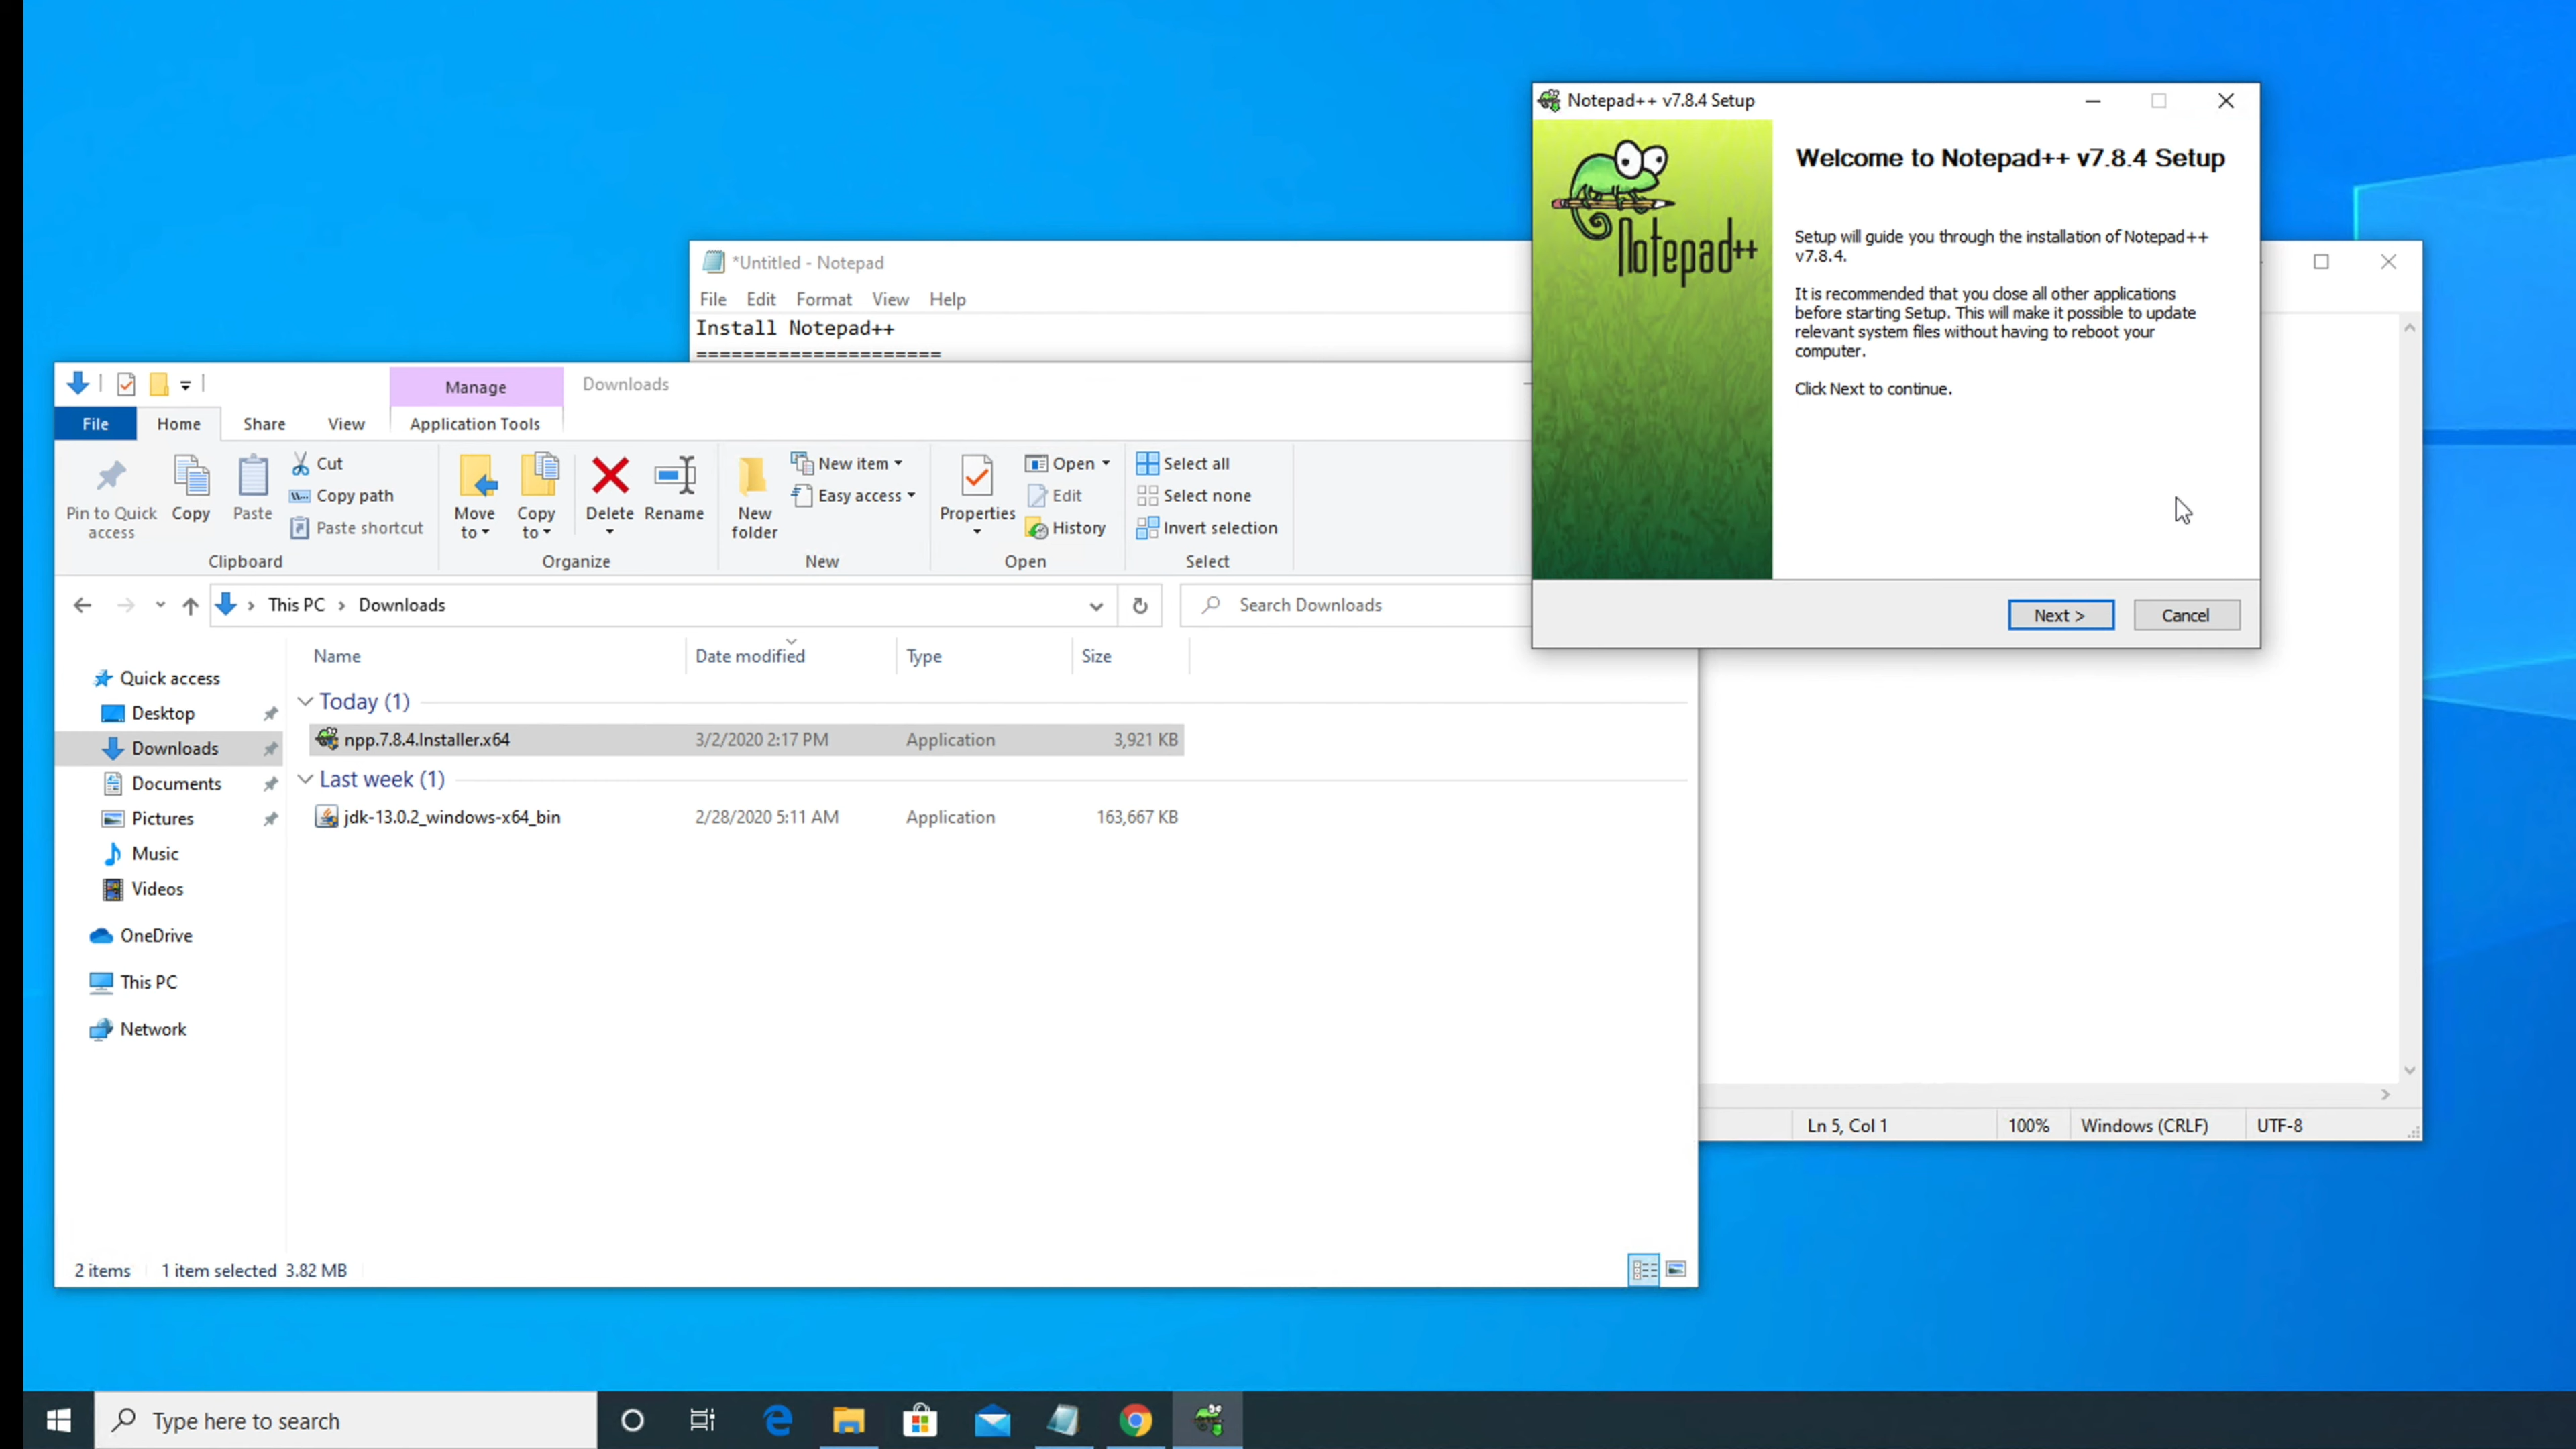 Notepad++ v7.8.4 Setup
Notepad++
Welcome to Notepad++ v7.8.4 Setup
Setup will guide you through the installation of Notepad++
v7.8.4.
It is recommended that you close all other applications
before starting Setup. This will make it possible to update
relevant system files without having to reboot your
computer.
Click Next to continue.
Next >
Cancel
*Untitled - Notepad
File Edit Format View Help
Install Notepad++
=====================
Manage
Downloads
File Home Share View Application Tools
Pin to Quick
access
Copy
Paste
Cut
Copy path
Paste shortcut
Clipboard
Move
to
Copy
to
Delete
Rename
Organize
New
folder
New item
Easy access
New
Properties
Open
Edit
History
Open
Select all
Select none
Invert selection
Select
This PC > Downloads
Search Downloads
Name Date modified Type Size
Quick access
Desktop
Downloads
Documents
Pictures
Music
Videos
OneDrive
This PC
Network
Today (1)
npp.7.8.4.Installer.x64 3/2/2020 2:17 PM Application 3,921 KB
Last week (1)
jdk-13.0.2_windows-x64_bin 2/28/2020 5:11 AM Application 163,667 KB
2 items 1 item selected 3.82 MB
Ln 5, Col 1 100% Windows (CRLF) UTF-8
Type here to search